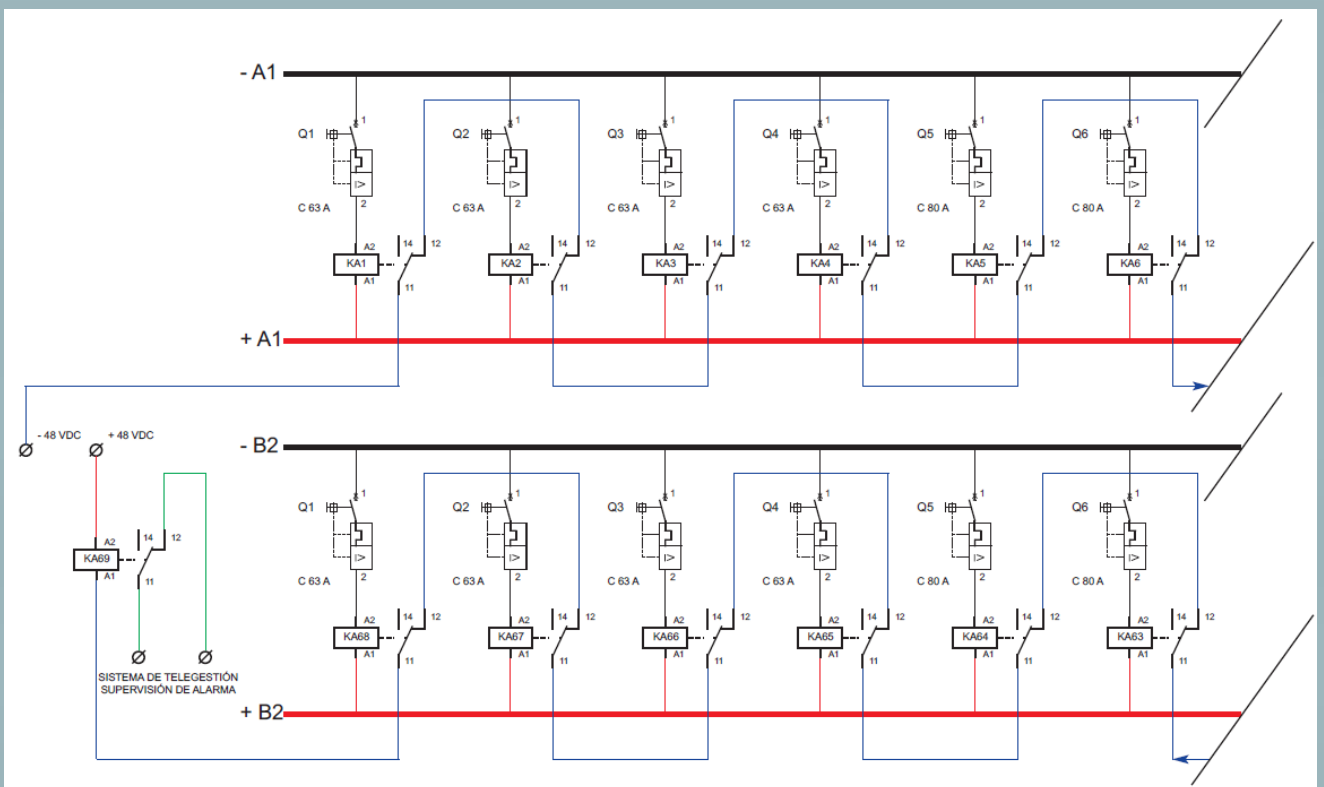 - A1
1 1 1 1 1 1
Q1 Q2 Q3 Q4 Q5 Q6
I> I> I> I> I> I>
2 2 2 2 2 2
C 63 A C 63 A C 63 A C 63 A C 80 A C 80 A
A2 14 12 A2 14 12 A2 14 12 A2 14 12 A2 14 12 A2 14 12
KA1 KA2 KA3 KA4 KA5 KA6
A1 11 A1 11 A1 11 A1 11 A1 11 A1 11
+ A1
- 48 VDC + 48 VDC
- B2
1 1 1 1 1 1
Q1 Q2 Q3 Q4 Q5 Q6
I> I> I> I> I> I>
2 2 2 2 2 2
C 63 A C 63 A C 63 A C 63 A C 80 A C 80 A
A2 14 12
KA69
A1 11
A2 14 12 A2 14 12 A2 14 12 A2 14 12 A2 14 12 A2 14 12
KA68 KA67 KA66 KA65 KA64 KA63
A1 11 A1 11 A1 11 A1 11 A1 11 A1 11
SISTEMA DE TELEGESTIÓN
SUPERVISIÓN DE ALARMA
+ B2